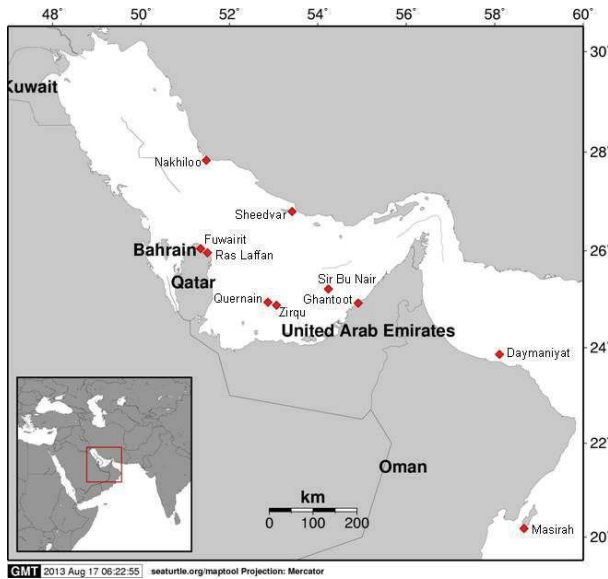 48° 50° 52° 54° 56° 58° 60°
30°
Kuwait
28°
Nakhiloo
Sheedvar
Fuwairit
26°
Bahrain
Ras Laffan
Qatar
Sir Bu Nair
Quernain
Ghantoot
Zirqu
United Arab Emirates
24°
Daymaniyat
22°
Oman
km
0 100 200
20°
Masirah
GMT 2013 Aug 17 06:22:55 seaturtle.org/maptool Projection: Mercator